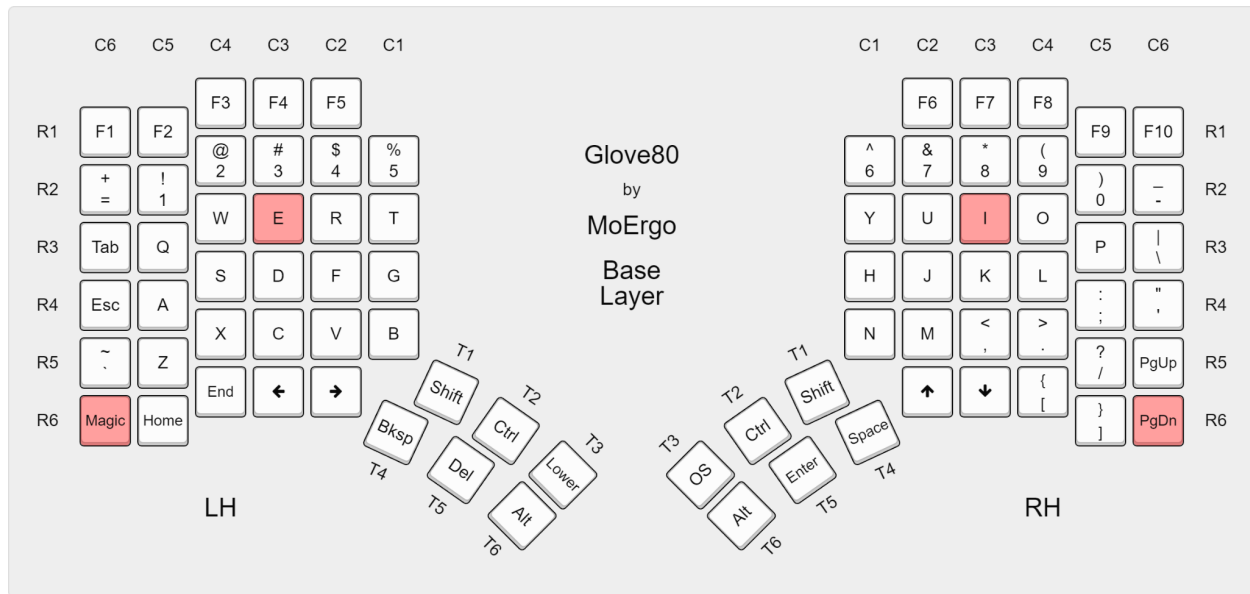 C6 C5 C4 C3 C2 C1 C1 C2 C3 C4 C5 C6
F3 F4 F5 F6 F7 F8
R1 F1 F2 F9 F10 R1
@ # $ % ^ & * (
2 3 4 5 6 7 8 9
+ ! ) _
R2 = 1 0 - R2
W E R T Y U I O
R3 Tab Q P | \ R3
S D F G H J K L
R4 Esc A : ; " ' R4
X C V B N M < , > .
R5 ~ ` Z ? / PgUp R5
End ← → ↑ ↓ { [
R6 Magic Home } ] PgDn R6
Glove80
by
MoErgo
Base
Layer
T1 T2 T3
Shift Ctrl Lower
Bksp Del Alt
T4 T5 T6
T3 T2 T1
OS Ctrl Shift
Alt Enter Space
T6 T5 T4
LH RH